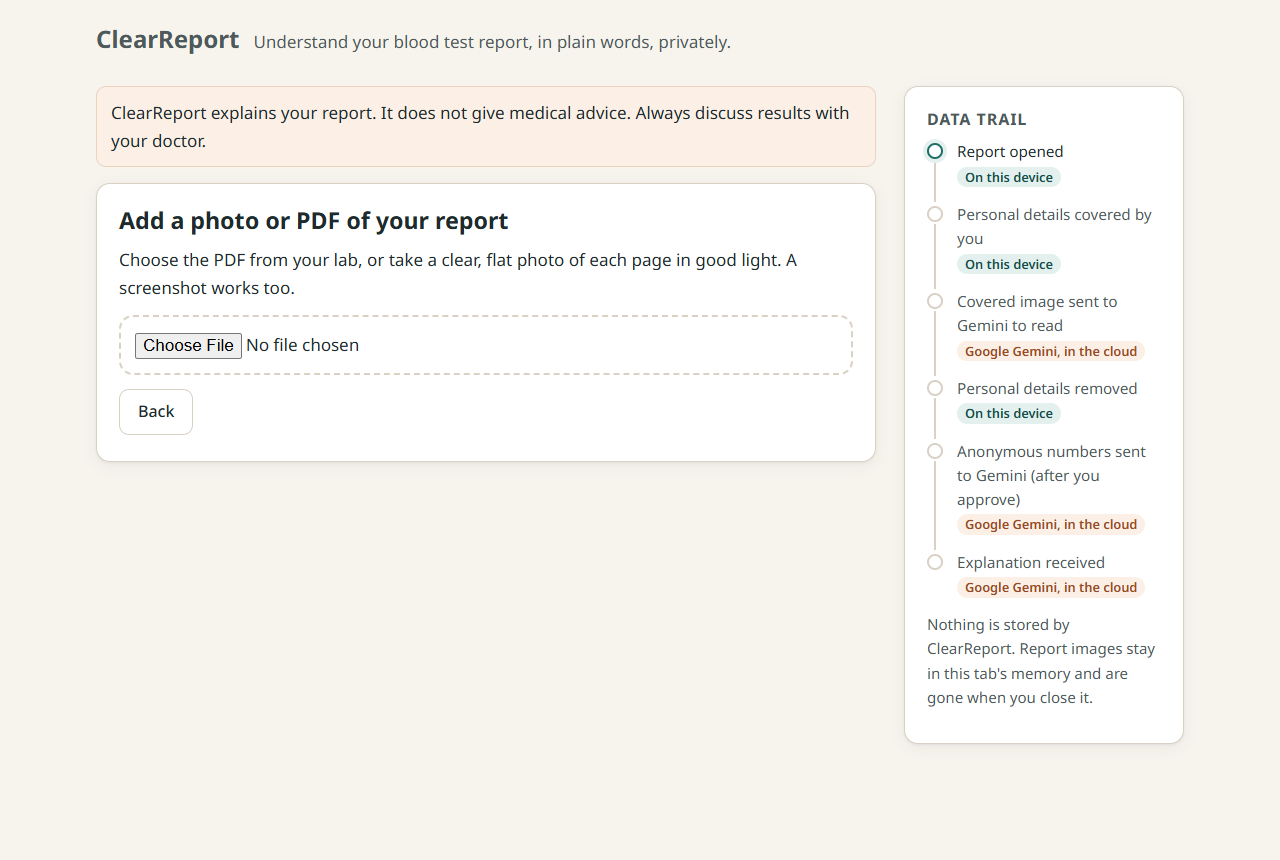 ClearReport Understand your blood test report, in plain words, privately.
ClearReport explains your report. It does not give medical advice. Always discuss results with
your doctor.
Add a photo or PDF of your report
Choose the PDF from your lab, or take a clear, flat photo of each page in good light. A
screenshot works too.
Choose File No file chosen
Back
DATA TRAIL
Report opened
On this device
Personal details covered by
you
On this device
Covered image sent to
Gemini to read
Google Gemini, in the cloud
Personal details removed
On this device
Anonymous numbers sent
to Gemini (after you
approve)
Google Gemini, in the cloud
Explanation received
Google Gemini, in the cloud
Nothing is stored by
ClearReport. Report images stay
in this tab's memory and are
gone when you close it.